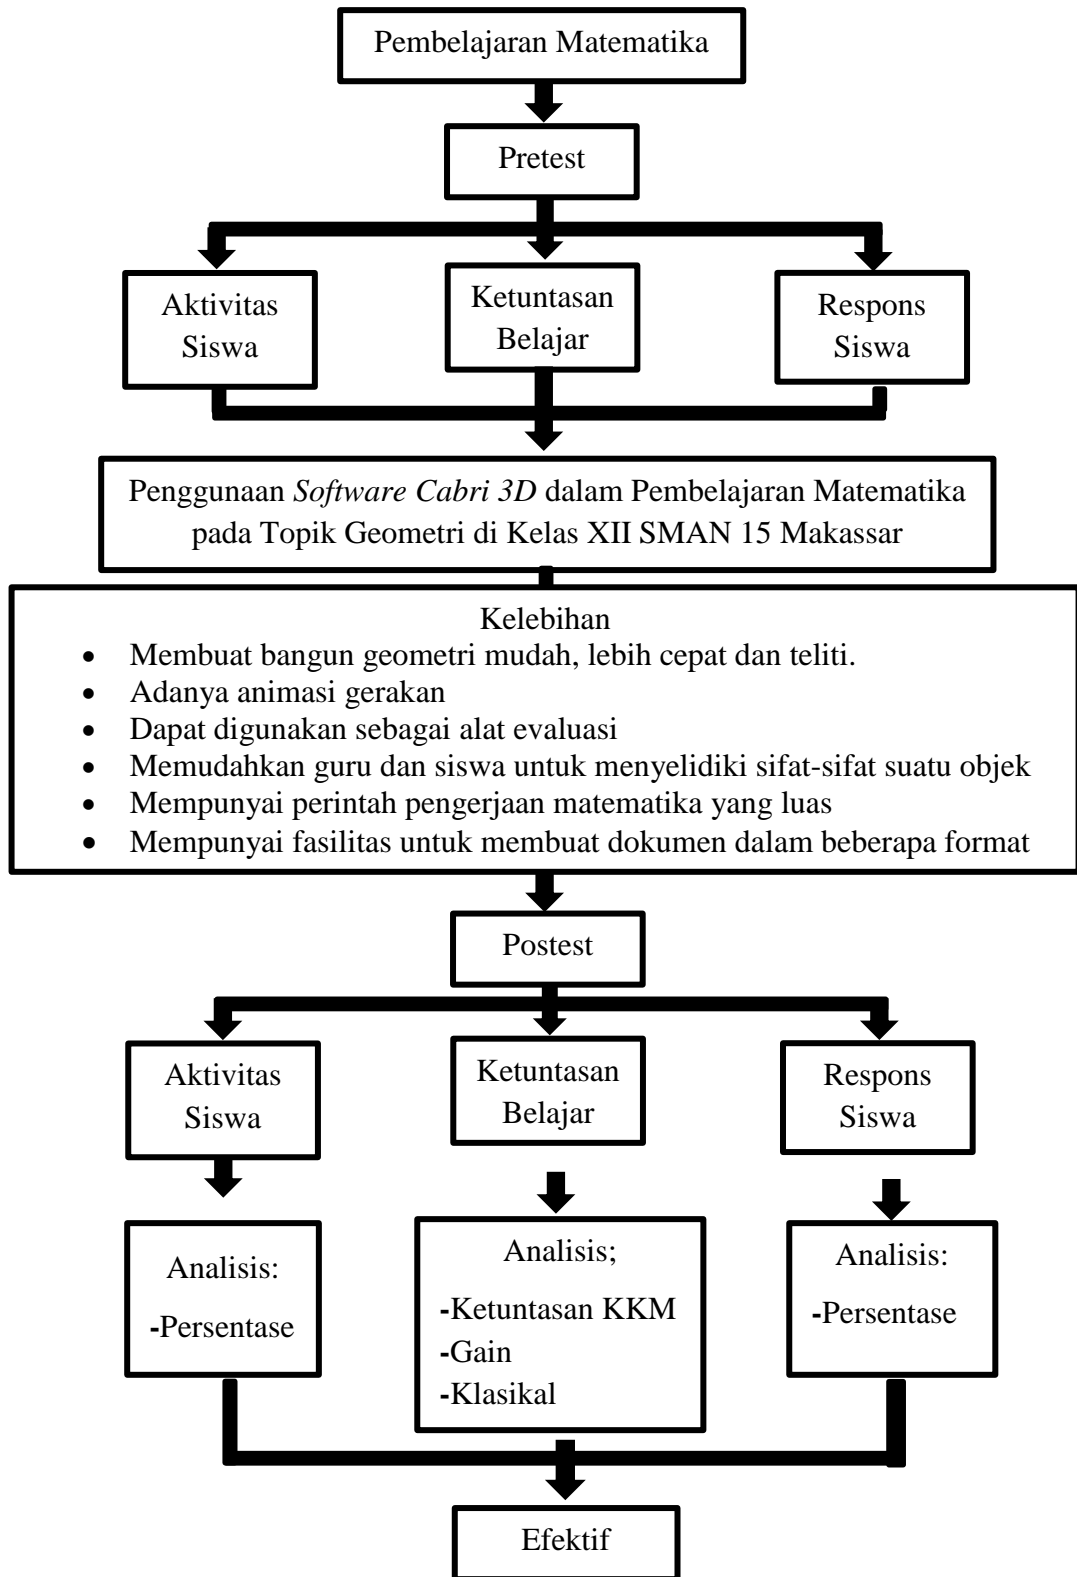 Pembelajaran Matematika
Pretest
Aktivitas
Siswa
Ketuntasan
Belajar
Respons
Siswa
Penggunaan Software Cabri 3D dalam Pembelajaran Matematika
pada Topik Geometri di Kelas XII SMAN 15 Makassar
Kelebihan
• Membuat bangun geometri mudah, lebih cepat dan teliti.
• Adanya animasi gerakan
• Dapat digunakan sebagai alat evaluasi
• Memudahkan guru dan siswa untuk menyelidiki sifat-sifat suatu objek
• Mempunyai perintah pengerjaan matematika yang luas
• Mempunyai fasilitas untuk membuat dokumen dalam beberapa format
Postest
Aktivitas
Siswa
Ketuntasan
Belajar
Respons
Siswa
Analisis:
-Persentase
Analisis;
-Ketuntasan KKM
-Gain
-Klasikal
Analisis:
-Persentase
Efektif